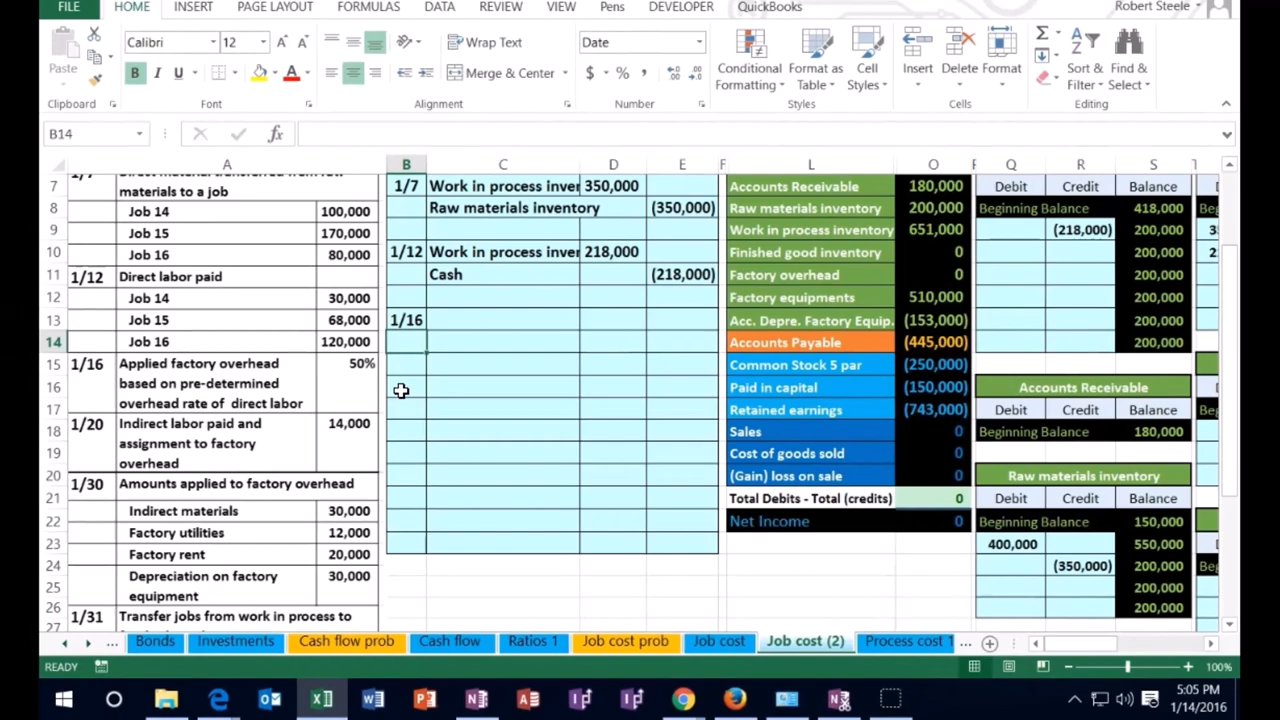 Robert Steele
FILE HOME INSERT PAGE LAYOUT FORMULAS DATA REVIEW VIEW Pens DEVELOPER QuickBooks
Calibri 12 Wrap Text Date
Paste B I U Merge & Center $ % Conditional Formatting Format as Table Cell Styles Insert Delete Format Sort & Filter Find & Select
Clipboard Font Alignment Number Styles Cells Editing
B14 fx
A B C D E F L O Q R S
7 materials to a job 1/7 Work in process inver 350,000 Accounts Receivable 180,000 Debit Credit Balance
8 Job 14 100,000 Raw materials inventory (350,000) Raw materials inventory 200,000 Beginning Balance 418,000
9 Job 15 170,000 Work in process inventory 651,000 (218,000) 200,000
10 Job 16 80,000 1/12 Work in process inver 218,000 Finished good inventory 0 200,000
11 1/12 Direct labor paid Cash (218,000) Factory overhead 0 200,000
12 Job 14 30,000 Factory equipments 510,000 200,000
13 Job 15 68,000 1/16 Acc. Depre. Factory Equip. (153,000) 200,000
14 Job 16 120,000 Accounts Payable (445,000) 200,000
15 1/16 Applied factory overhead 50% Common Stock 5 par (250,000)
16 based on pre-determined Paid in capital (150,000) Accounts Receivable
17 overhead rate of direct labor Retained earnings (743,000) Debit Credit Balance
18 1/20 Indirect labor paid and 14,000 Sales 0 Beginning Balance 180,000
19 assignment to factory Cost of goods sold 0
20 overhead (Gain) loss on sale 0 Raw materials inventory
21 1/30 Amounts applied to factory overhead Total Debits - Total (credits) 0 Debit Credit Balance
22 Indirect materials 30,000 Net Income 0 Beginning Balance 150,000
23 Factory utilities 12,000 400,000 550,000
24 Factory rent 20,000 (350,000) 200,000
25 Depreciation on factory 30,000 200,000
26 equipment 200,000
27 1/31 Transfer jobs from work in process to
... Bonds Investments Cash flow prob Cash flow Ratios 1 Job cost prob Job cost Job cost (2) Process cost 1 ...
READY 100%
5:05 PM
1/14/2016